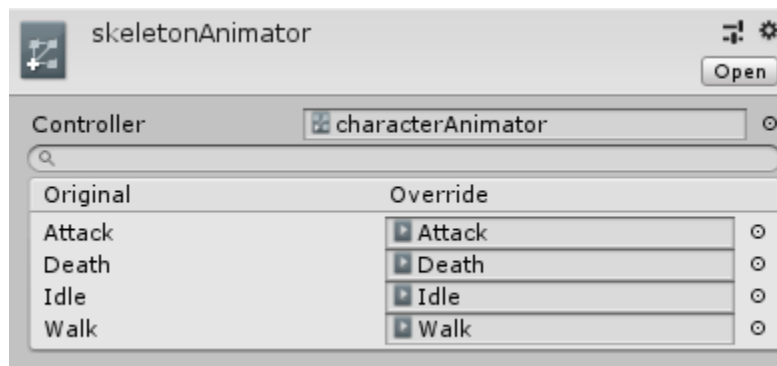 skeletonAnimator
Open
Controller characterAnimator
Original Override
Attack Attack
Death Death
Idle Idle
Walk Walk